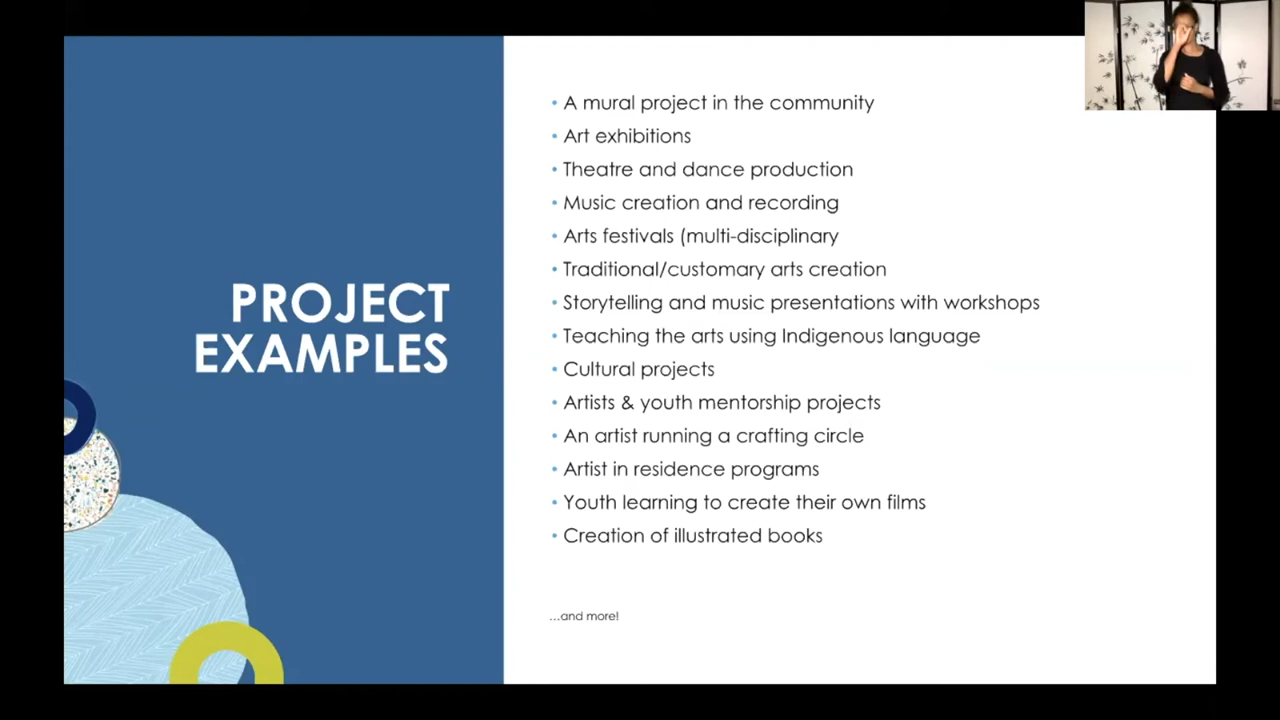 PROJECT
EXAMPLES
• A mural project in the community
• Art exhibitions
• Theatre and dance production
• Music creation and recording
• Arts festivals (multi-disciplinary
• Traditional/customary arts creation
• Storytelling and music presentations with workshops
• Teaching the arts using Indigenous language
• Cultural projects
• Artists & youth mentorship projects
• An artist running a crafting circle
• Artist in residence programs
• Youth learning to create their own films
• Creation of illustrated books
...and more!